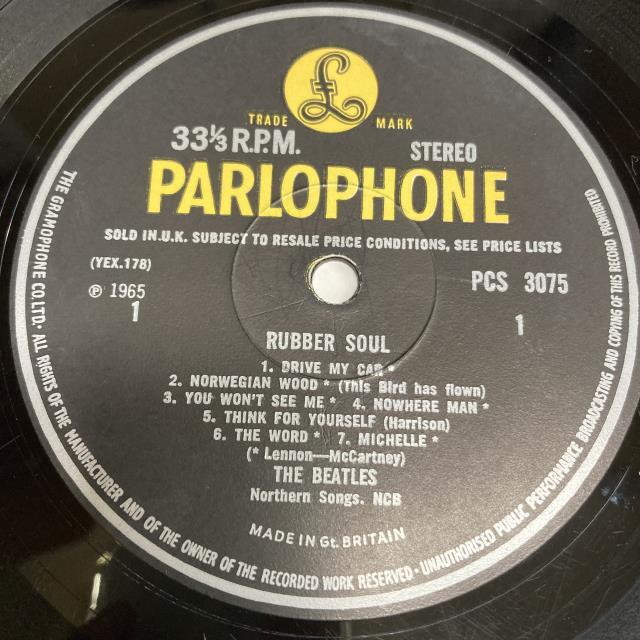 £
TRADE MARK
33⅓ R.P.M. STEREO
PARLOPHONE
SOLD IN.U.K. SUBJECT TO RESALE PRICE CONDITIONS, SEE PRICE LISTS
(YEX.178) PCS 3075
℗ 1965
1 1
RUBBER SOUL
1. DRIVE MY CAR *
2. NORWEGIAN WOOD * (This Bird has flown)
3. YOU WON'T SEE ME * 4. NOWHERE MAN *
5. THINK FOR YOURSELF (Harrison)
6. THE WORD * 7. MICHELLE *
(* Lennon—McCartney)
THE BEATLES
Northern Songs. NCB
MADE IN Gt. BRITAIN
THE GRAMOPHONE CO. LTD. · ALL RIGHTS OF THE MANUFACTURER AND OF THE OWNER OF THE RECORDED WORK RESERVED · UNAUTHORISED PUBLIC PERFORMANCE BROADCASTING AND COPYING OF THIS RECORD PROHIBITED